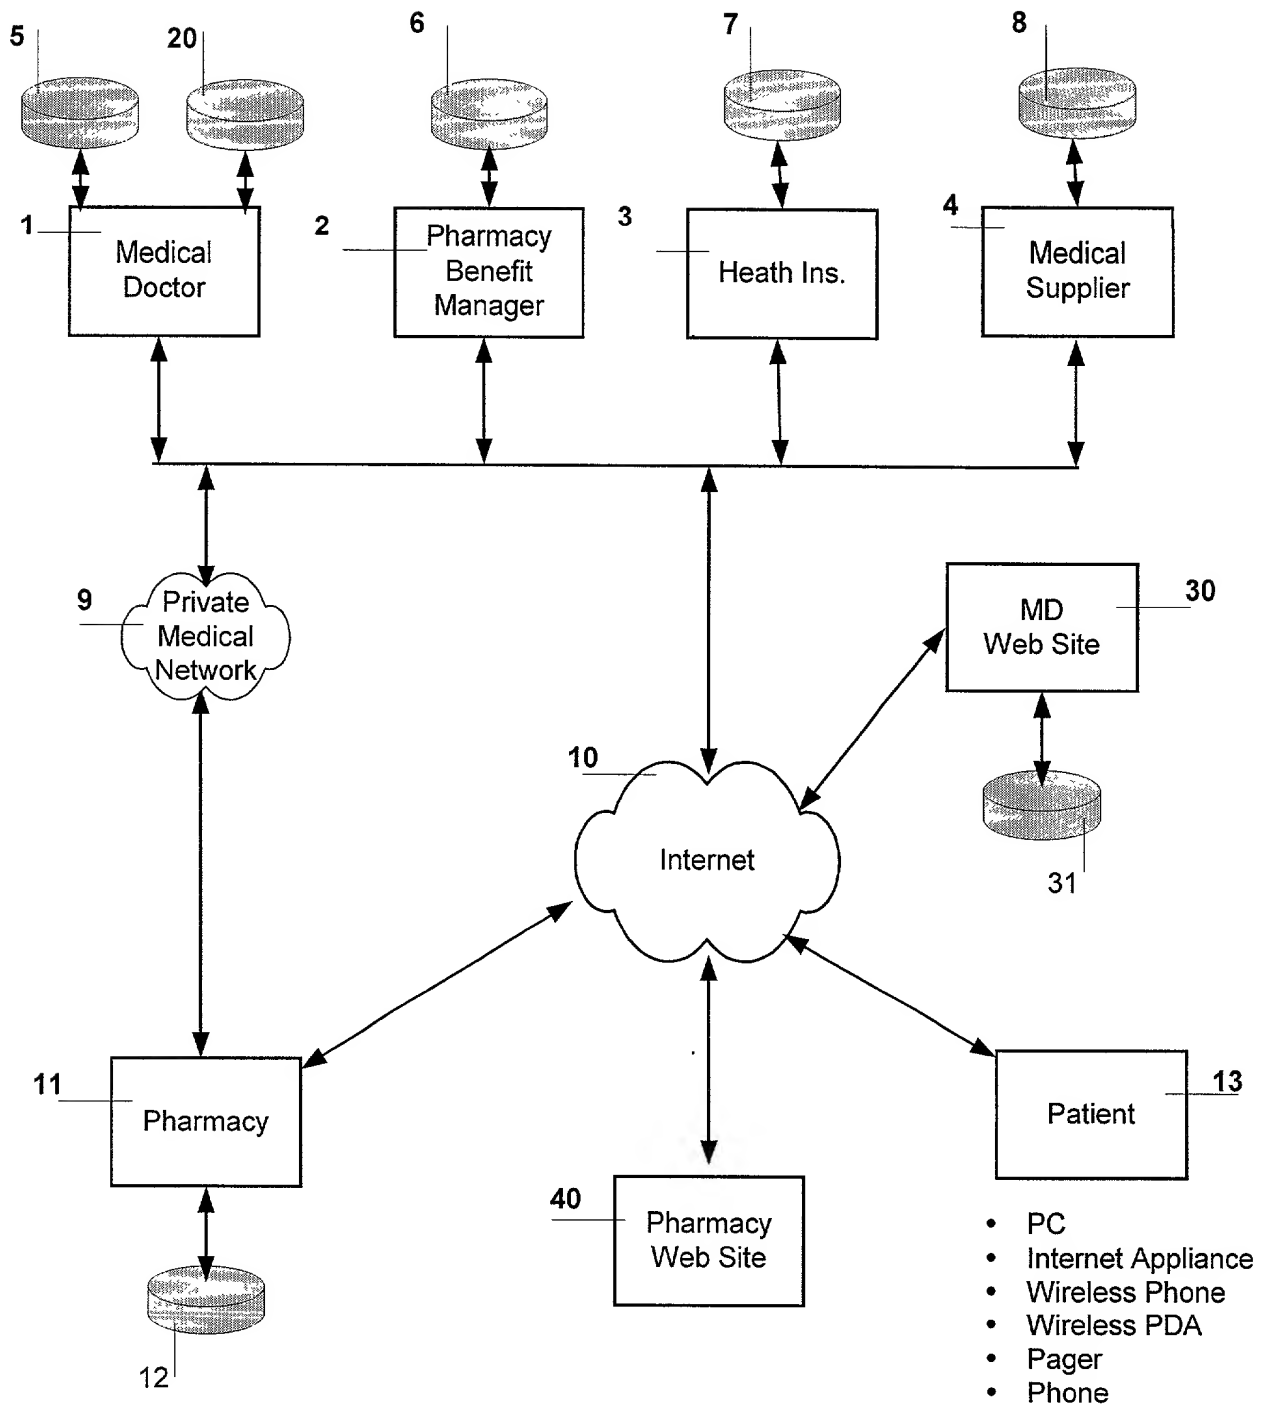 5
20
6
7
8
1
Medical
Doctor
2
Pharmacy
Benefit
Manager
3
Heath Ins.
4
Medical
Supplier
9
Private
Medical
Network
MD
Web Site
30
10
Internet
31
11
Pharmacy
13
Patient
40
Pharmacy
Web Site
12
• PC
• Internet Appliance
• Wireless Phone
• Wireless PDA
• Pager
• Phone